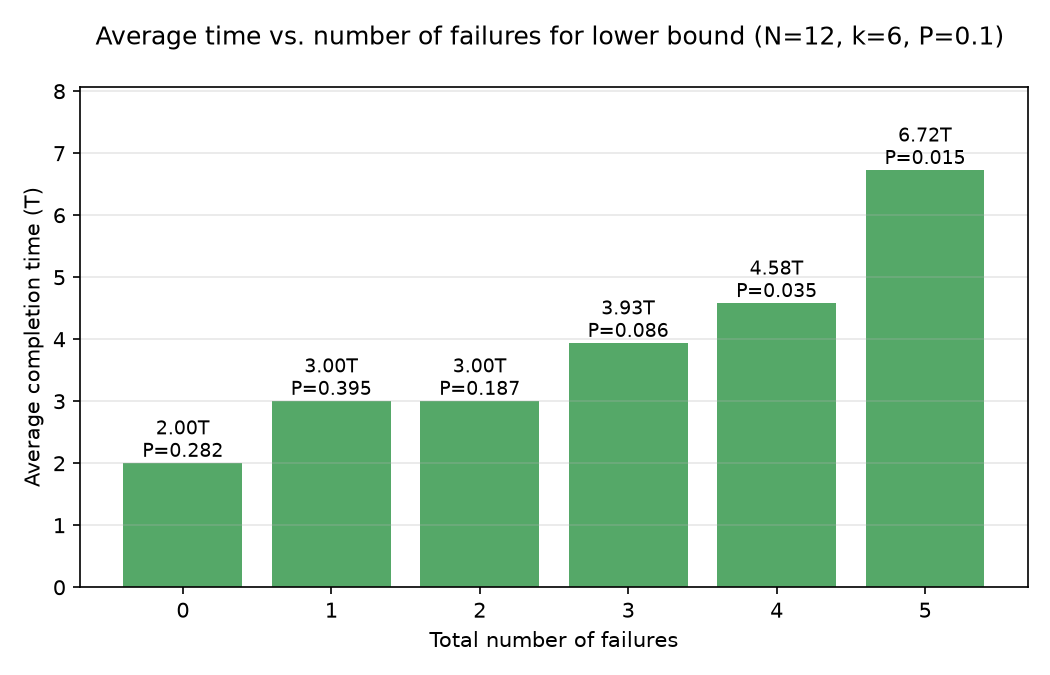 Average time vs. number of failures for lower bound (N=12, k=6, P=0.1)
Average completion time (T)
8
7
6
5
4
3
2
1
0
2.00T
P=0.282
3.00T
P=0.395
3.00T
P=0.187
3.93T
P=0.086
4.58T
P=0.035
6.72T
P=0.015
0 1 2 3 4 5
Total number of failures